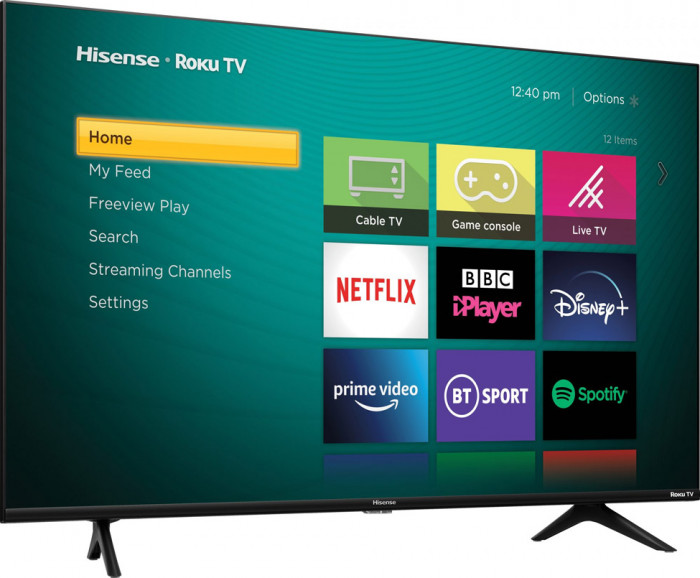 Hisense • Roku TV
12:40 pm | Options *
12 Items
Home
My Feed
Freeview Play
Search
Streaming Channels
Settings
Cable TV
Game console
Live TV
NETFLIX
BBC
iPlayer
Disney+
prime video
BT SPORT
Spotify
Hisense
Roku TV